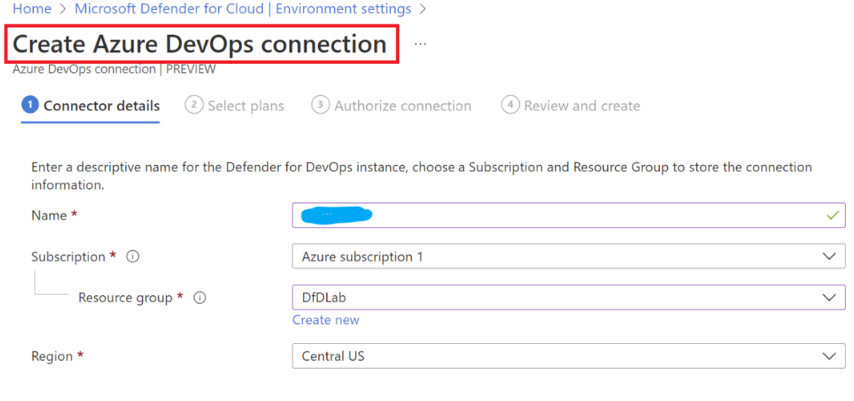 Home > Microsoft Defender for Cloud | Environment settings >
Create Azure DevOps connection ...
Azure DevOps connection | PREVIEW
1 Connector details 2 Select plans 3 Authorize connection 4 Review and create
Enter a descriptive name for the Defender for DevOps instance, choose a Subscription and Resource Group to store the connection
information.
Name *
Subscription * Azure subscription 1
Resource group * DfDLab
Create new
Region * Central US